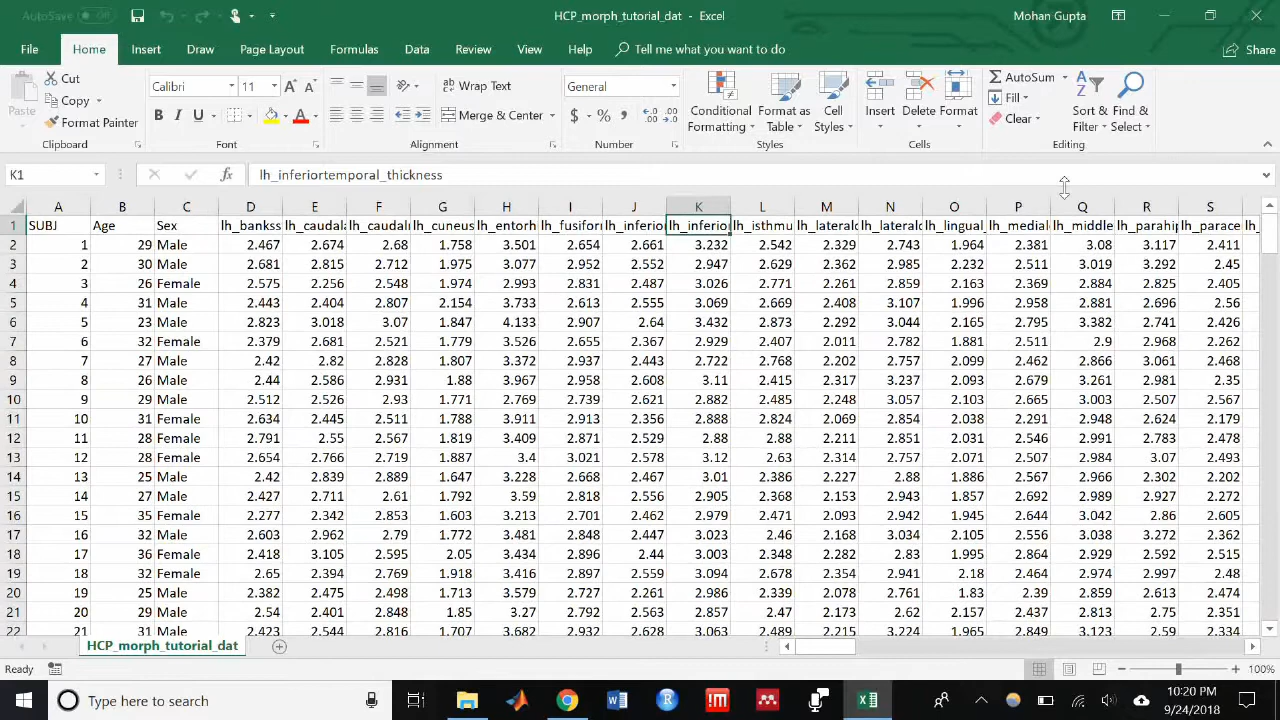 AutoSave Off HCP_morph_tutorial_dat - Excel Mohan Gupta
File Home Insert Draw Page Layout Formulas Data Review View Help Tell me what you want to do Share
Paste Cut Copy Format Painter Clipboard
Calibri 11 B I U A A A Font
Wrap Text Merge & Center Alignment
General $ % , Number
Conditional Formatting Format as Table Cell Styles Styles
Insert Delete Format Cells
AutoSum Fill Clear Sort & Filter Find & Select Editing
K1 fx lh_inferiortemporal_thickness
A B C D E F G H I J K L M N O P Q R S
1 SUBJ Age Sex lh_bankss lh_caudala lh_caudalr lh_cuneus lh_entorh lh_fusifor lh_inferio lh_inferio lh_isthmu lh_lateralo lh_lateralo lh_lingual lh_medial lh_middle lh_parahip lh_parace lh_
2 1 29 Male 2.467 2.674 2.68 1.758 3.501 2.654 2.661 3.232 2.542 2.329 2.743 1.964 2.381 3.08 3.117 2.411
3 2 30 Male 2.681 2.815 2.712 1.975 3.077 2.952 2.552 2.947 2.629 2.362 2.985 2.232 2.511 3.019 3.292 2.45
4 3 26 Female 2.575 2.256 2.548 1.974 2.993 2.831 2.487 3.026 2.771 2.261 2.859 2.163 2.369 2.884 2.825 2.405
5 4 31 Male 2.443 2.404 2.807 2.154 3.733 2.613 2.555 3.069 2.669 2.408 3.107 1.996 2.958 2.881 2.696 2.56
6 5 23 Male 2.823 3.018 3.07 1.847 4.133 2.907 2.64 3.432 2.873 2.292 3.044 2.165 2.795 3.382 2.741 2.426
7 6 32 Female 2.379 2.681 2.521 1.779 3.526 2.655 2.367 2.929 2.407 2.011 2.782 1.881 2.511 2.9 2.968 2.262
8 7 27 Male 2.42 2.82 2.828 1.807 3.372 2.937 2.443 2.722 2.768 2.202 2.757 2.099 2.462 2.866 3.061 2.468
9 8 26 Male 2.44 2.586 2.931 1.88 3.967 2.958 2.608 3.11 2.415 2.317 3.237 2.093 2.679 3.261 2.981 2.35
10 9 29 Male 2.512 2.526 2.93 1.771 2.769 2.739 2.621 2.882 2.485 2.248 3.057 2.103 2.665 3.003 2.507 2.567
11 10 31 Female 2.634 2.445 2.511 1.788 3.911 2.913 2.356 2.888 2.824 2.069 2.854 2.038 2.291 2.948 2.624 2.179
12 11 28 Female 2.791 2.55 2.567 1.819 3.409 2.871 2.529 2.88 2.88 2.211 2.851 2.031 2.546 2.991 2.783 2.478
13 12 28 Female 2.654 2.766 2.719 1.887 3.4 3.021 2.578 3.12 2.63 2.314 2.757 2.071 2.507 2.984 3.07 2.493
14 13 25 Male 2.42 2.839 2.889 1.647 3.228 2.668 2.467 3.01 2.386 2.227 2.88 1.886 2.567 2.966 2.302 2.202
15 14 27 Male 2.427 2.711 2.61 1.792 3.59 2.818 2.556 2.905 2.368 2.153 2.943 1.857 2.692 2.989 2.927 2.272
16 15 35 Female 2.277 2.342 2.853 1.603 3.213 2.701 2.462 2.979 2.471 2.093 2.942 1.945 2.644 3.042 2.86 2.605
17 16 32 Male 2.603 2.962 2.79 1.772 3.481 2.848 2.447 3.023 2.46 2.168 3.034 2.105 2.556 3.038 3.272 2.372
18 17 36 Female 2.418 3.105 2.595 2.05 3.434 2.896 2.44 3.003 2.348 2.282 2.83 1.995 2.864 2.929 2.592 2.515
19 18 32 Female 2.65 2.394 2.769 1.918 3.416 2.897 2.559 3.094 2.678 2.354 2.941 2.18 2.464 2.974 2.997 2.48
20 19 25 Male 2.382 2.475 2.498 1.713 3.579 2.727 2.261 2.986 2.339 2.078 2.761 1.83 2.39 2.859 2.613 2.474
21 20 29 Male 2.54 2.401 2.848 1.85 3.27 2.792 2.563 2.857 2.47 2.173 2.62 2.157 2.437 2.813 2.75 2.351
22 21 31 Male 2.423 2.544 2.816 1.707 3.682 2.932 2.628 3.063 2.489 2.215 3.224 1.965 2.849 3.123 2.59 2.334
HCP_morph_tutorial_dat
Ready 100%
Type here to search 10:20 PM
9/24/2018